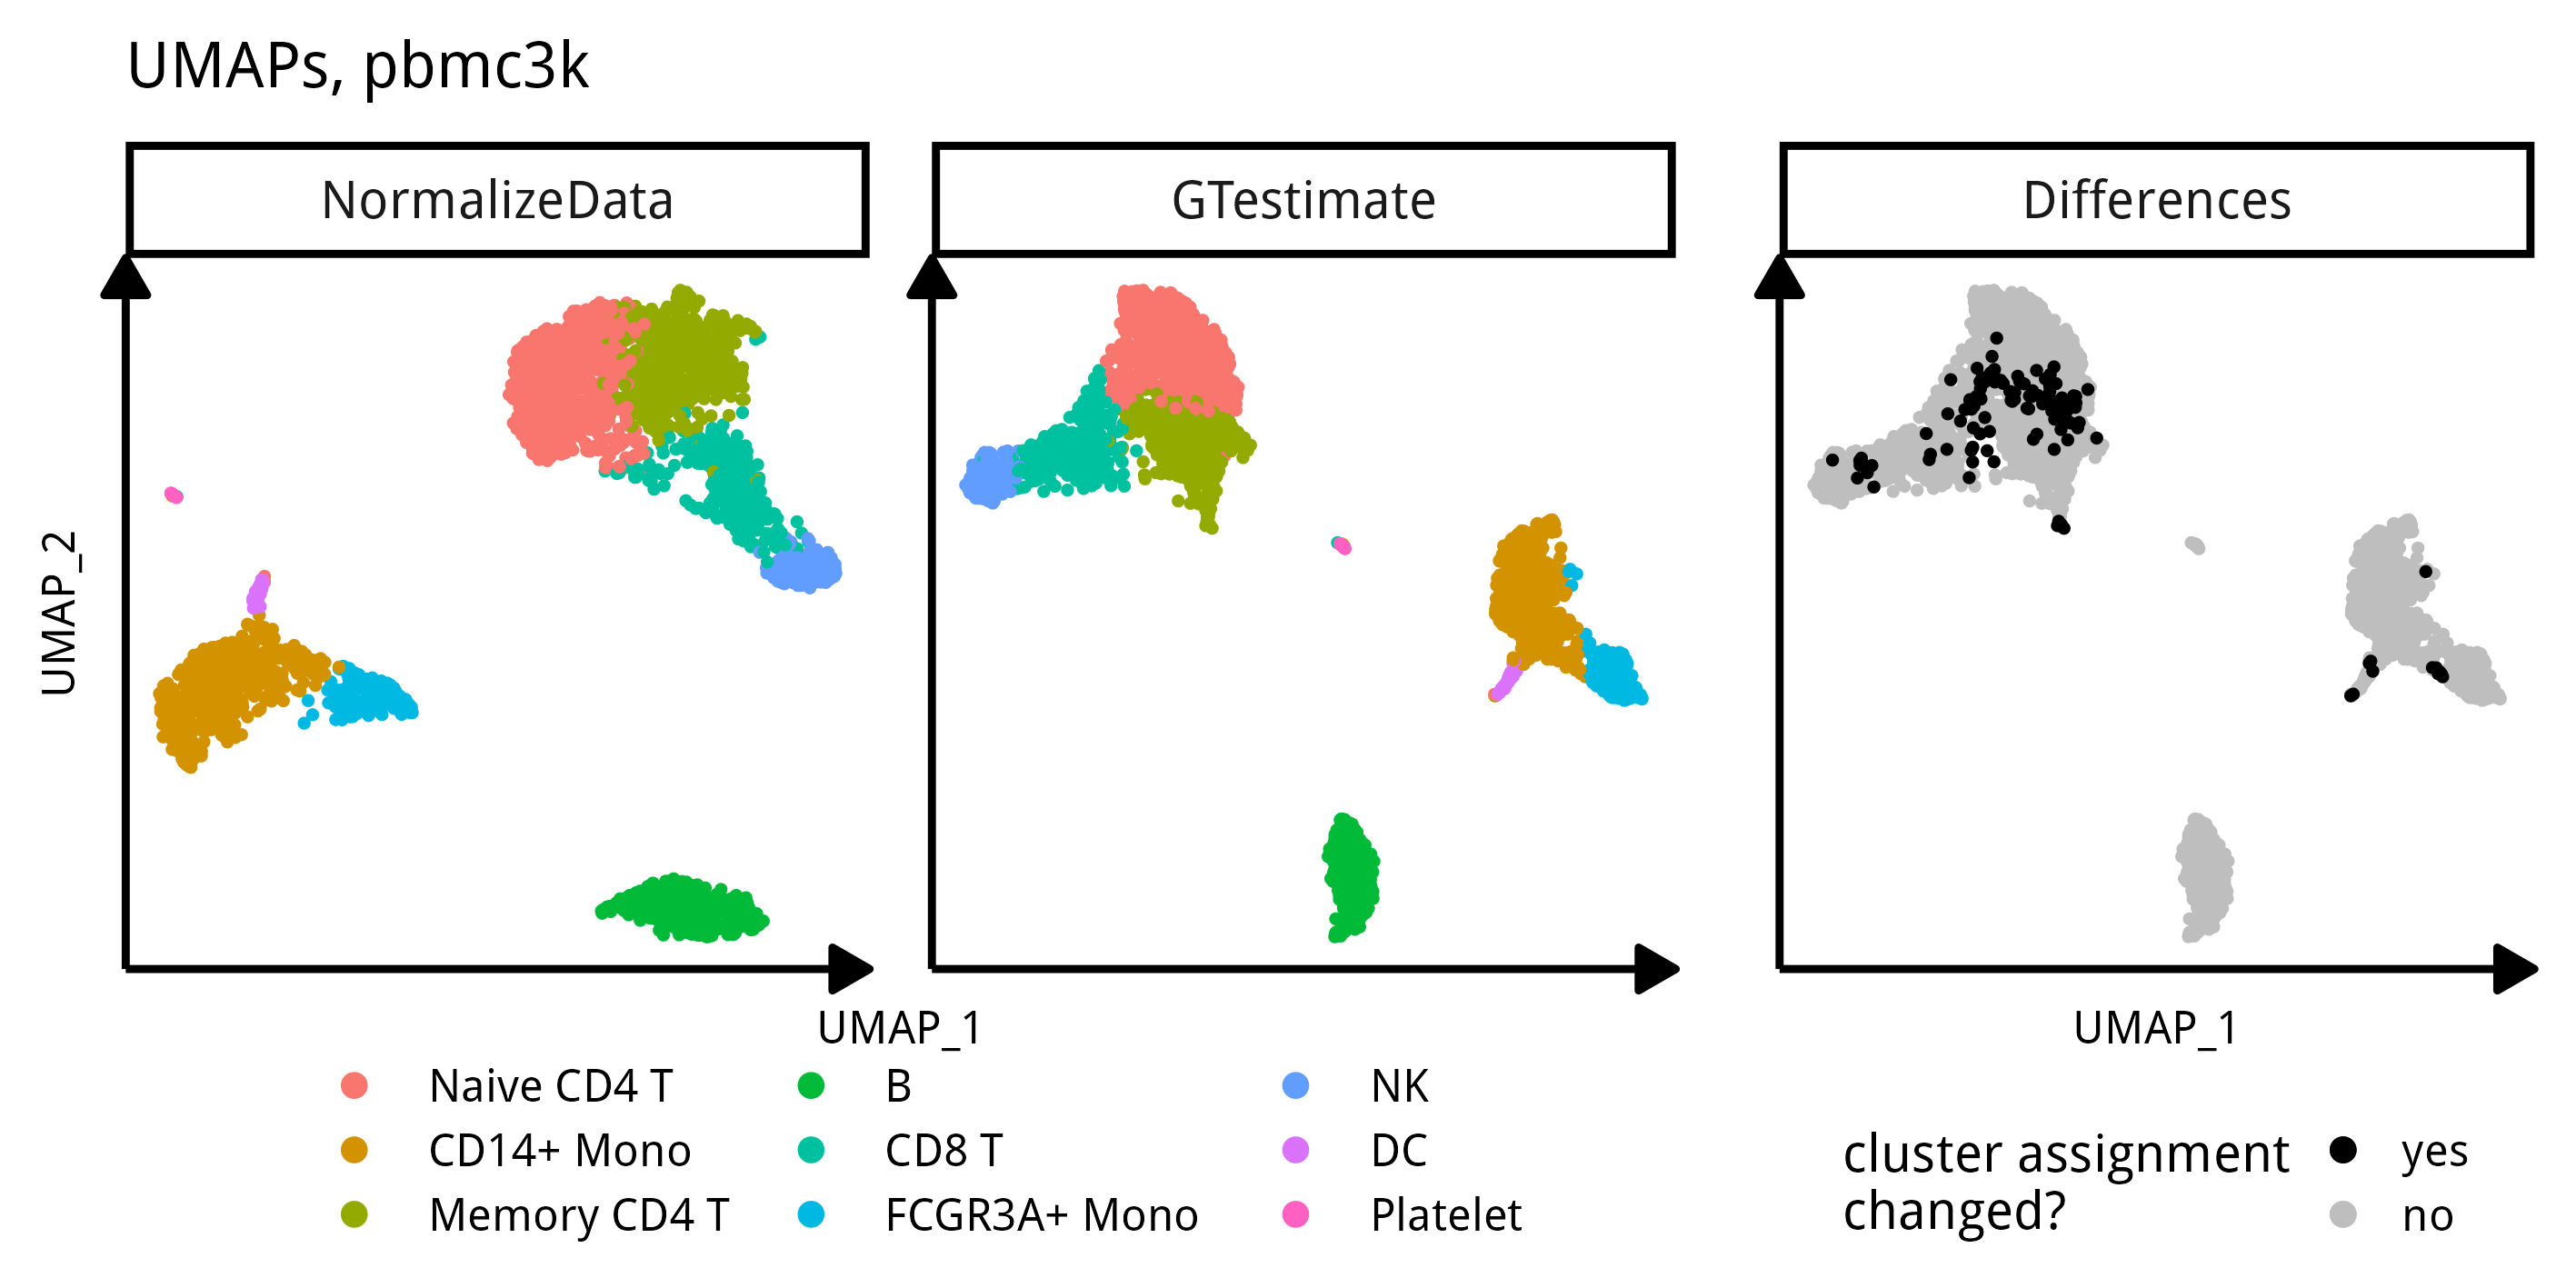 UMAPs, pbmc3k
NormalizeData
GTestimate
Differences
UMAP_2
UMAP_1
UMAP_1
Naive CD4 T
B
NK
CD14+ Mono
CD8 T
DC
Memory CD4 T
FCGR3A+ Mono
Platelet
cluster assignment
changed?
yes
no